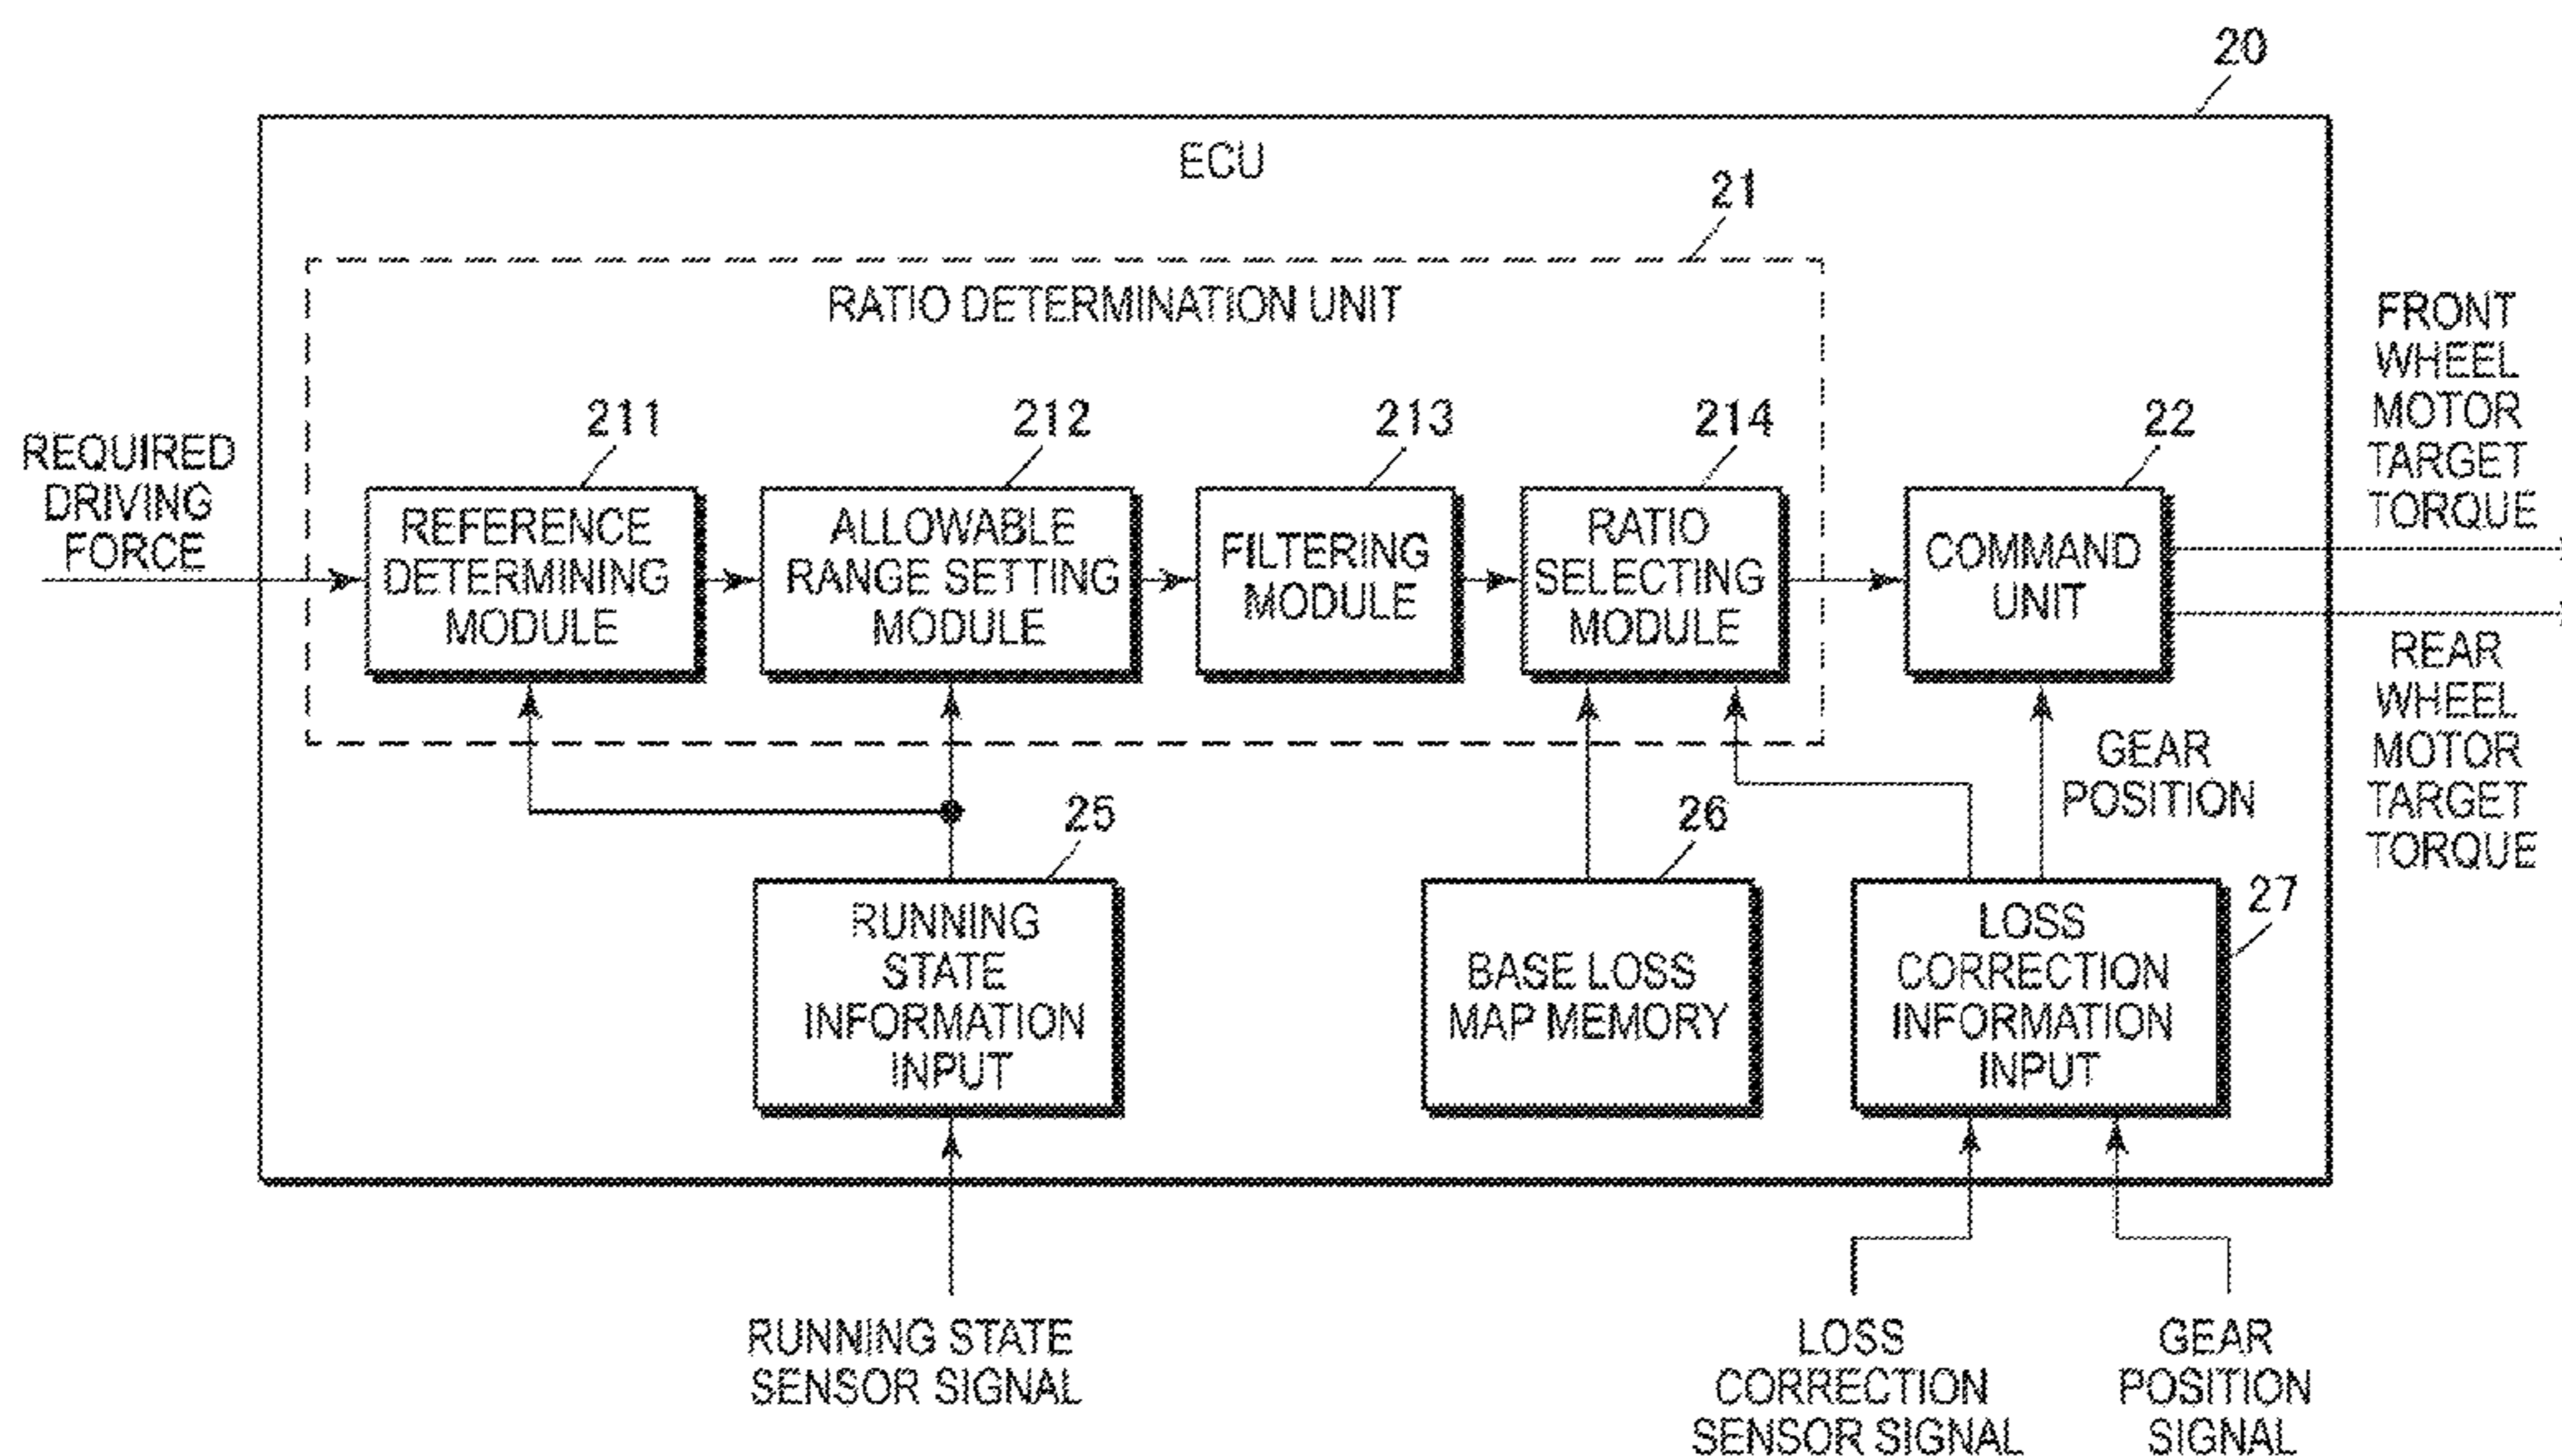 20
ECU
21
RATIO DETERMINATION UNIT
REQUIRED
DRIVING
FORCE
211
REFERENCE
DETERMINING
MODULE
212
ALLOWABLE
RANGE SETTING
MODULE
213
FILTERING
MODULE
214
RATIO
SELECTING
MODULE
22
COMMAND
UNIT
FRONT
WHEEL
MOTOR
TARGET
TORQUE
REAR
WHEEL
MOTOR
TARGET
TORQUE
GEAR
POSITION
25
RUNNING
STATE
INFORMATION
INPUT
26
BASE LOSS
MAP MEMORY
27
LOSS
CORRECTION
INFORMATION
INPUT
RUNNING STATE
SENSOR SIGNAL
LOSS
CORRECTION
SENSOR SIGNAL
GEAR
POSITION
SIGNAL